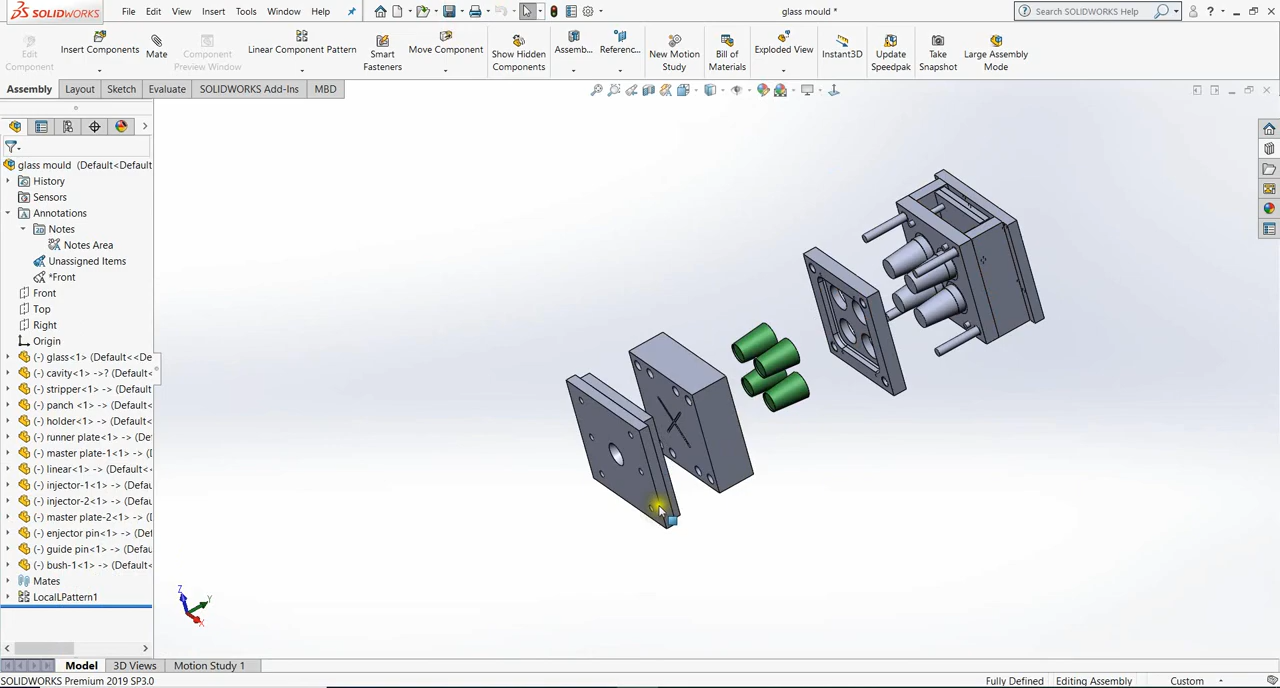 SOLIDWORKS File Edit View Insert Tools Window Help glass mould * Search SOLIDWORKS Help
Edit Component
Insert Components
Mate
Component Preview Window
Linear Component Pattern
Smart Fasteners
Move Component
Show Hidden Components
Assemb...
Referenc...
New Motion Study
Bill of Materials
Exploded View
Instant3D
Update Speedpak
Take Snapshot
Large Assembly Mode
Assembly Layout Sketch Evaluate SOLIDWORKS Add-Ins MBD
glass mould (Default<Default
History
Sensors
Annotations
Notes
Notes Area
Unassigned Items
*Front
Front
Top
Right
Origin
(-) glass<1> (Default<<De
(-) cavity<1> ->? (Default<
(-) stripper<1> -> (Default<
(-) panch <1> -> (Default<
(-) holder<1> -> (Default<
(-) runner plate<1> -> (De
(-) master plate-1<1> -> (D
(-) linear<1> -> (Default<
(-) injector-1<1> -> (Defau
(-) injector-2<1> -> (Defau
(-) master plate-2<1> -> (D
(-) enjector pin<1> -> (Defa
(-) guide pin<1> -> (Defau
(-) bush-1<1> -> (Default<
Mates
LocalLPattern1
Z
Y
X
Model 3D Views Motion Study 1
SOLIDWORKS Premium 2019 SP3.0 Fully Defined Editing Assembly Custom